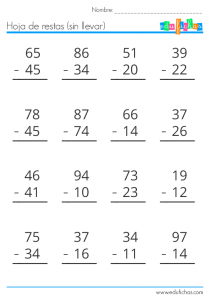 Nombre:
edufichas
Hoja de restas (sin llevar)
65 86 51 39
- 45 - 34 - 20 - 22
78 87 66 37
- 45 - 74 - 14 - 26
46 94 73 19
- 41 - 10 - 23 - 12
75 37 34 97
- 34 - 16 - 11 - 14
www.edufichas.com